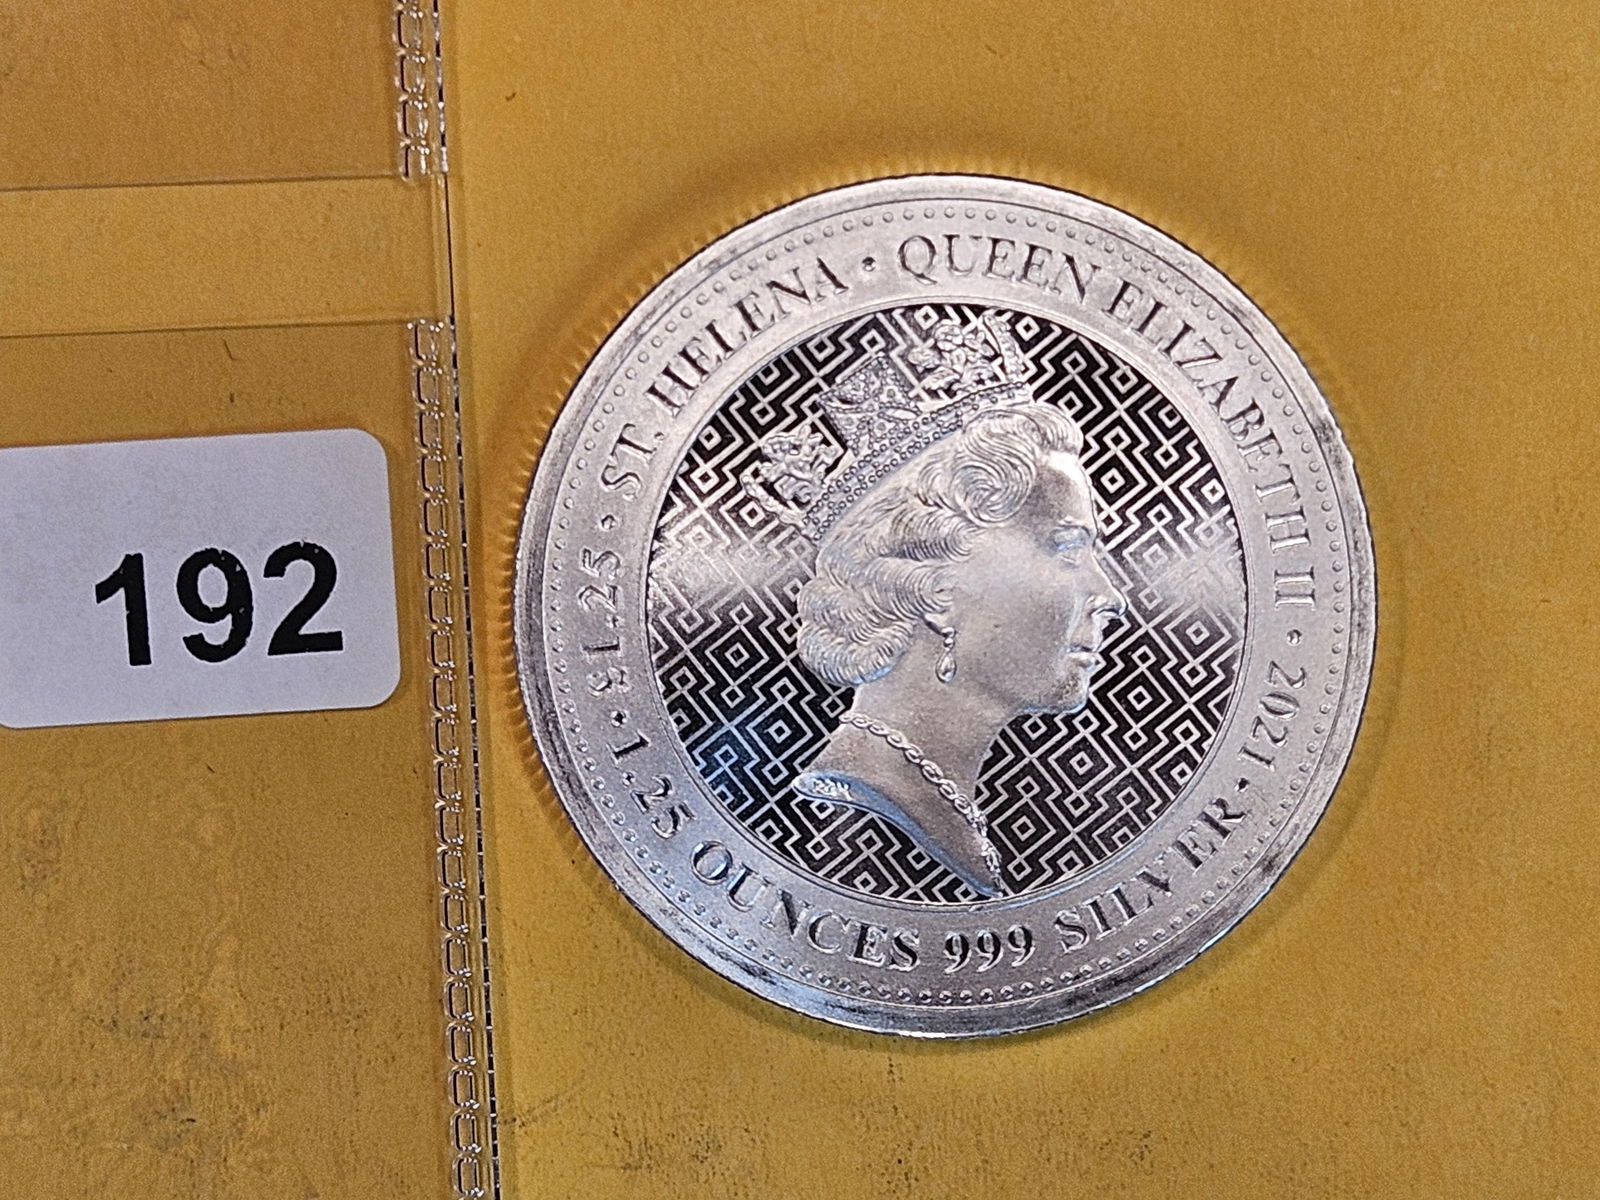 192
ST. HELENA • QUEEN ELIZABETH II • 2021 •
£1.25 • 1.25 OUNCES 999 SILVER